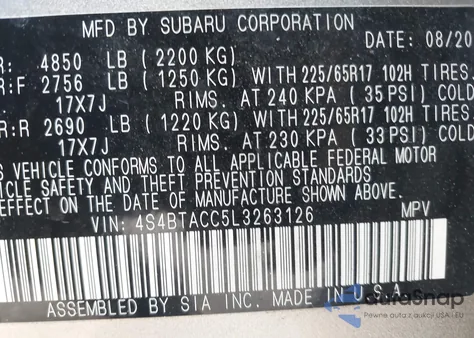 MFD BY SUBARU CORPORATION
DATE: 08/20
R: 4850 LB (2200 KG)
R:F 2756 LB (1250 KG) WITH 225/65R17 102H TIRES
17X7J RIMS. AT 240 KPA (35 PSI) COLD
R:R 2690 LB (1220 KG) WITH 225/65R17 102H TIRES
17X7J RIMS. AT 230 KPA (33 PSI) COLD
S VEHICLE CONFORMS TO ALL APPLICABLE FEDERAL MOTOR
ICLE SAFETY AND THEFT PREVENTION STANDARDS IN
EFFECT ON THE DATE OF MANUFACTURE SHOWN ABOVE.
VIN: 4S4BTACC5L3263126 MPV
ASSEMBLED BY SIA INC. MADE IN U.S.A.
AuraSnap
Pewne auta z aukcji USA i EU